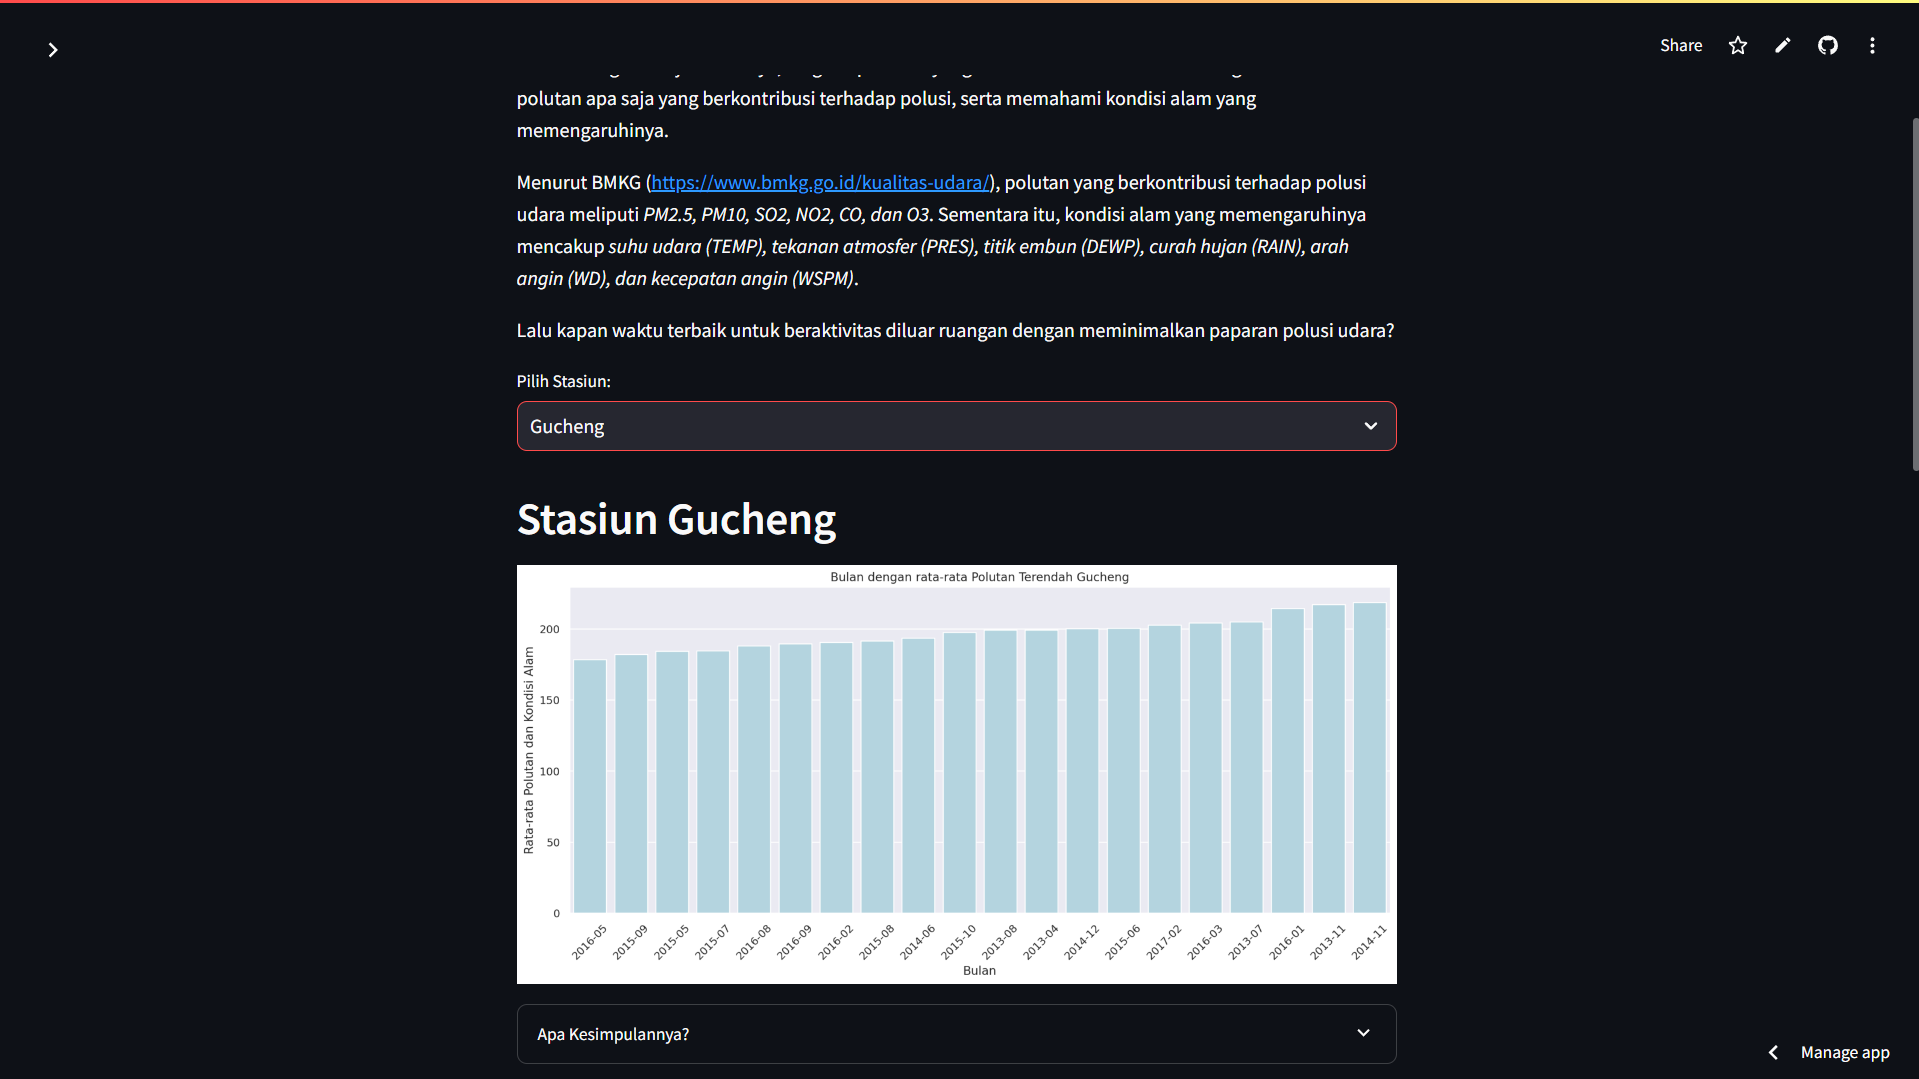 Share
polutan apa saja yang berkontribusi terhadap polusi, serta memahami kondisi alam yang
memengaruhinya.
Menurut BMKG (https://www.bmkg.go.id/kualitas-udara/), polutan yang berkontribusi terhadap polusi
udara meliputi PM2.5, PM10, SO2, NO2, CO, dan O3. Sementara itu, kondisi alam yang memengaruhinya
mencakup suhu udara (TEMP), tekanan atmosfer (PRES), titik embun (DEWP), curah hujan (RAIN), arah
angin (WD), dan kecepatan angin (WSPM).
Lalu kapan waktu terbaik untuk beraktivitas diluar ruangan dengan meminimalkan paparan polusi udara?
Pilih Stasiun:
Gucheng
Stasiun Gucheng
Bulan dengan rata-rata Polutan Terendah Gucheng
Rata-rata Polutan dan Kondisi Alam
200
150
100
50
0
2016-05
2015-09
2015-05
2015-07
2016-08
2016-09
2016-02
2015-08
2014-06
2015-10
2013-08
2013-04
2014-12
2015-06
2017-02
2016-03
2013-07
2016-01
2013-11
2014-11
Bulan
Apa Kesimpulannya?
Manage app